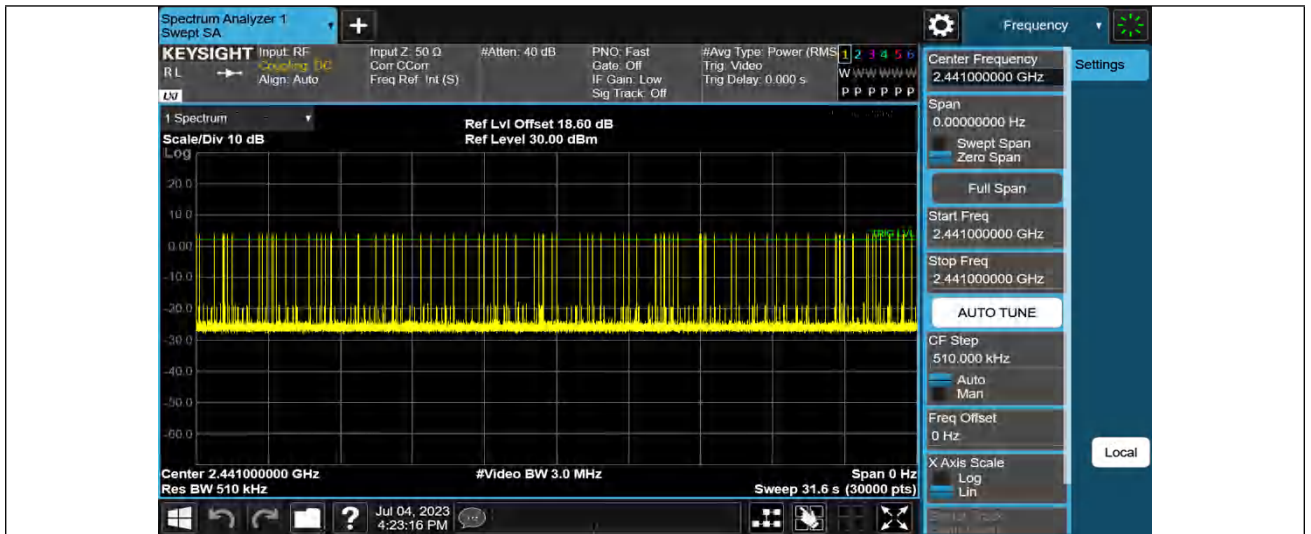 Spectrum Analyzer 1
Swept SA
Frequency
KEYSIGHT
RL
LXI
Input: RF
Coupling: DC
Align: Auto
Input Z: 50 Ω
Corr CCorr
Freq Ref: Int (S)
#Atten: 40 dB
PNO: Fast
Gate: Off
IF Gain: Low
Sig Track: Off
#Avg Type: Power (RMS
Trig: Video
Trig Delay: 0.000 s
1 2 3 4 5 6
W W W W W W
P P P P P P
1 Spectrum
Scale/Div 10 dB
Ref Lvl Offset 18.60 dB
Ref Level 30.00 dBm
Log
20.0
10.0
0.00
-10.0
-20.0
-30.0
-40.0
-50.0
-60.0
TRIG LVL
Center 2.441000000 GHz
#Video BW 3.0 MHz
Span 0 Hz
Res BW 510 kHz
Sweep 31.6 s (30000 pts)
Jul 04, 2023
4:23:16 PM
Center Frequency
2.441000000 GHz
Settings
Span
0.00000000 Hz
Swept Span
Zero Span
Full Span
Start Freq
2.441000000 GHz
Stop Freq
2.441000000 GHz
AUTO TUNE
CF Step
510.000 kHz
Auto
Man
Freq Offset
0 Hz
X Axis Scale
Log
Lin
Local